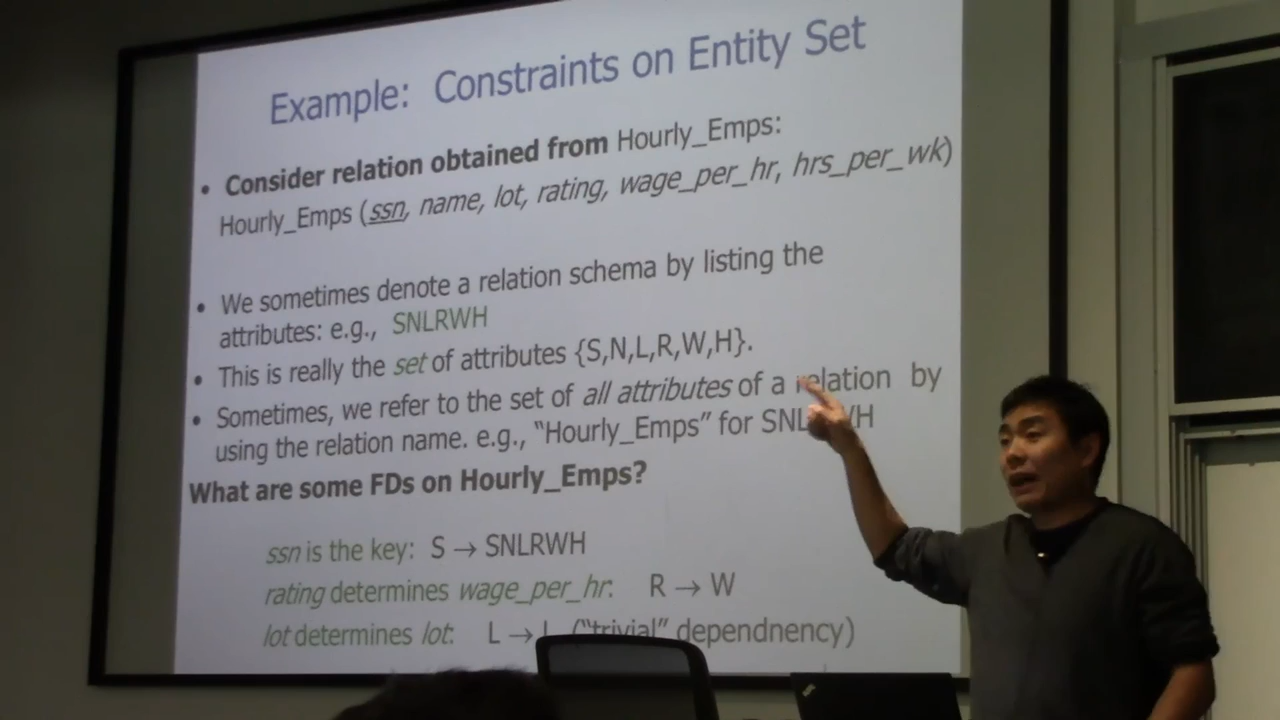 Example: Constraints on Entity Set
• Consider relation obtained from Hourly_Emps:
Hourly_Emps (ssn, name, lot, rating, wage_per_hr, hrs_per_wk)
• We sometimes denote a relation schema by listing the
attributes: e.g., SNLRWH
• This is really the set of attributes {S,N,L,R,W,H}.
• Sometimes, we refer to the set of all attributes of a relation by
using the relation name. e.g., “Hourly_Emps” for SNLRWH
What are some FDs on Hourly_Emps?
ssn is the key: S → SNLRWH
rating determines wage_per_hr: R → W
lot determines lot: L → L (“trivial” dependnency)